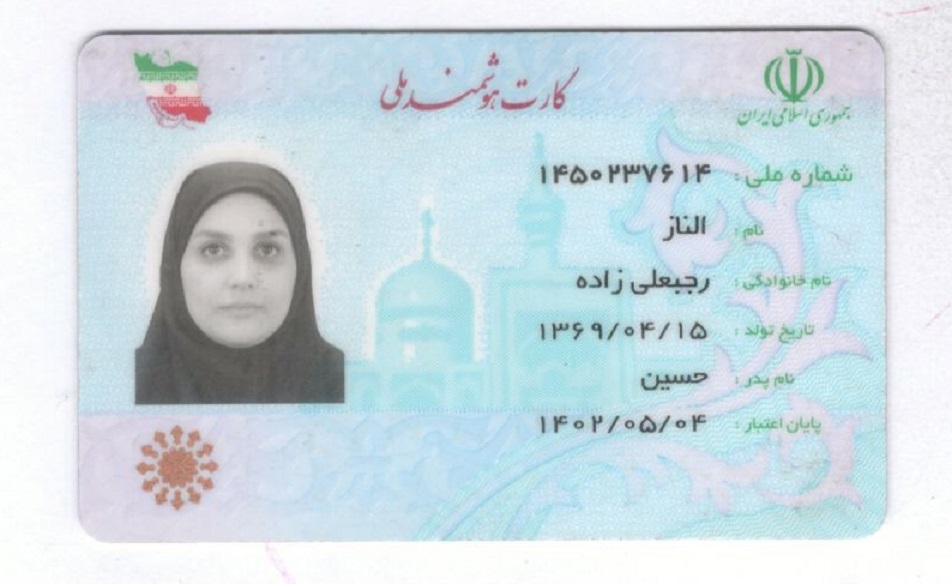 جمهوری اسلامی ایران
کارت هوشمند ملی
شماره ملی: ۱۴۵۰۲۳۷۶۱۴
نام: الناز
نام خانوادگی: رجبعلی زاده
تاریخ تولد: ۱۳۶۹/۰۴/۱۵
نام پدر: حسین
پایان اعتبار: ۱۴۰۲/۰۵/۰۴